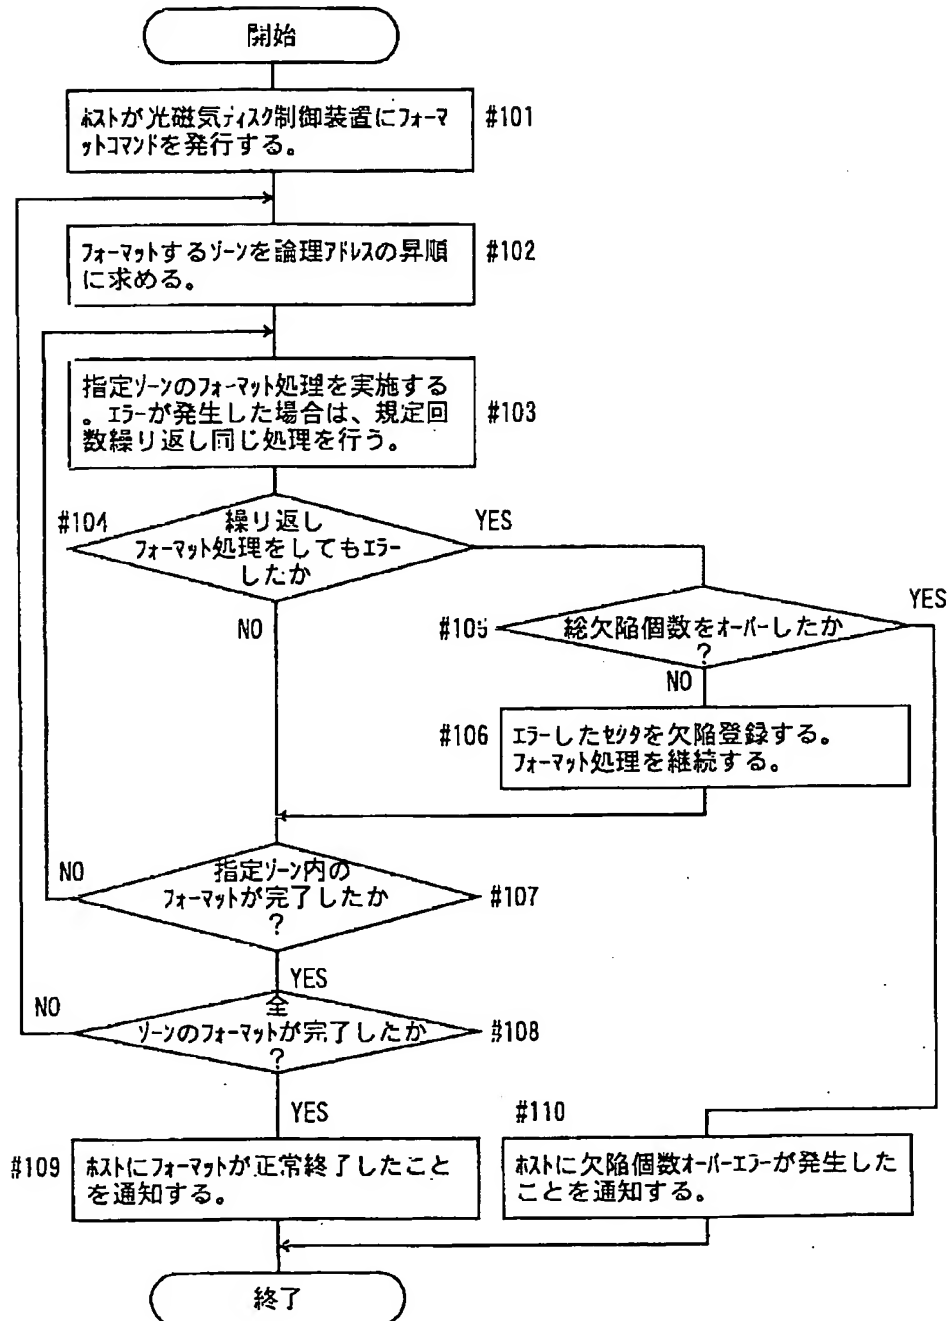 開始
ホストが光磁気ディスク制御装置にフォーマ
ットコマンドを発行する。
#101
フォーマットするゾーンを論理アドレスの昇順
に求める。
#102
指定ゾーンのフォーマット処理を実施する
。エラーが発生した場合は、規定回
数繰り返し同じ処理を行う。
#103
#104
繰り返し
フォーマット処理をしてもエラー
したか
YES
NO
#105
総欠陥個数をオーバーしたか
?
YES
NO
#106
エラーしたセクタを欠陥登録する。
フォーマット処理を継続する。
指定ゾーン内の
フォーマットが完了したか
?
NO
#107
YES
全
ゾーンのフォーマットが完了したか
?
NO
#108
YES
#109
ホストにフォーマットが正常終了したこと
を通知する。
#110
ホストに欠陥個数オーバーエラーが発生した
ことを通知する。
終了